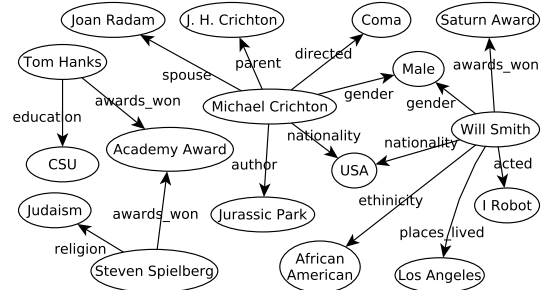 Joan Radam
J. H. Crichton
Coma
Saturn Award
Tom Hanks
parent
directed
Male
awards_won
spouse
awards_won
gender
gender
education
Michael Crichton
Will Smith
nationality
nationality
Academy Award
CSU
author
USA
acted
ethinicity
Judaism
awards_won
Jurassic Park
I Robot
places_lived
religion
African
American
Steven Spielberg
Los Angeles